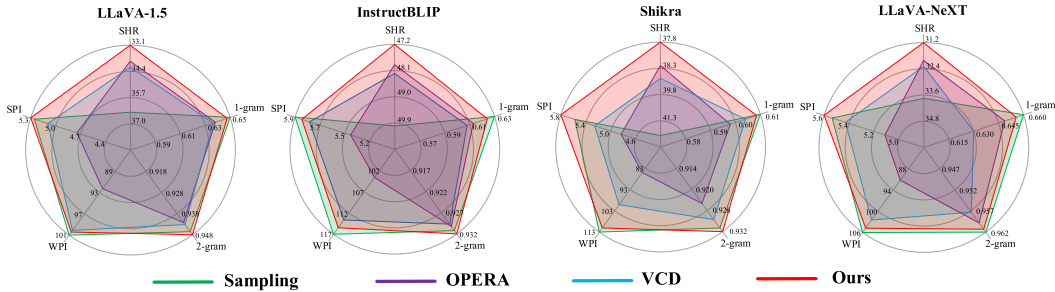 LLaVA-1.5
SHR
33.1
34.4
35.7
37.0
1-gram
0.65
0.63
0.61
0.59
2-gram
0.948
0.938
0.928
0.918
WPI
101
97
93
89
SPI
5.3
5.0
4.7
4.4
InstructBLIP
SHR
47.2
48.1
49.0
49.9
1-gram
0.63
0.61
0.59
0.57
2-gram
0.932
0.927
0.922
0.917
WPI
117
112
107
102
SPI
5.9
5.7
5.5
5.2
Shikra
SHR
37.8
38.3
39.8
41.3
1-gram
0.61
0.60
0.59
0.58
2-gram
0.932
0.926
0.920
0.914
WPI
113
103
93
83
SPI
5.8
5.4
5.0
4.6
LLaVA-NeXT
SHR
31.2
32.4
33.6
34.8
1-gram
0.660
0.645
0.630
0.615
2-gram
0.962
0.957
0.952
0.947
WPI
106
100
94
88
SPI
5.6
5.4
5.2
5.0
Sampling
OPERA
VCD
Ours